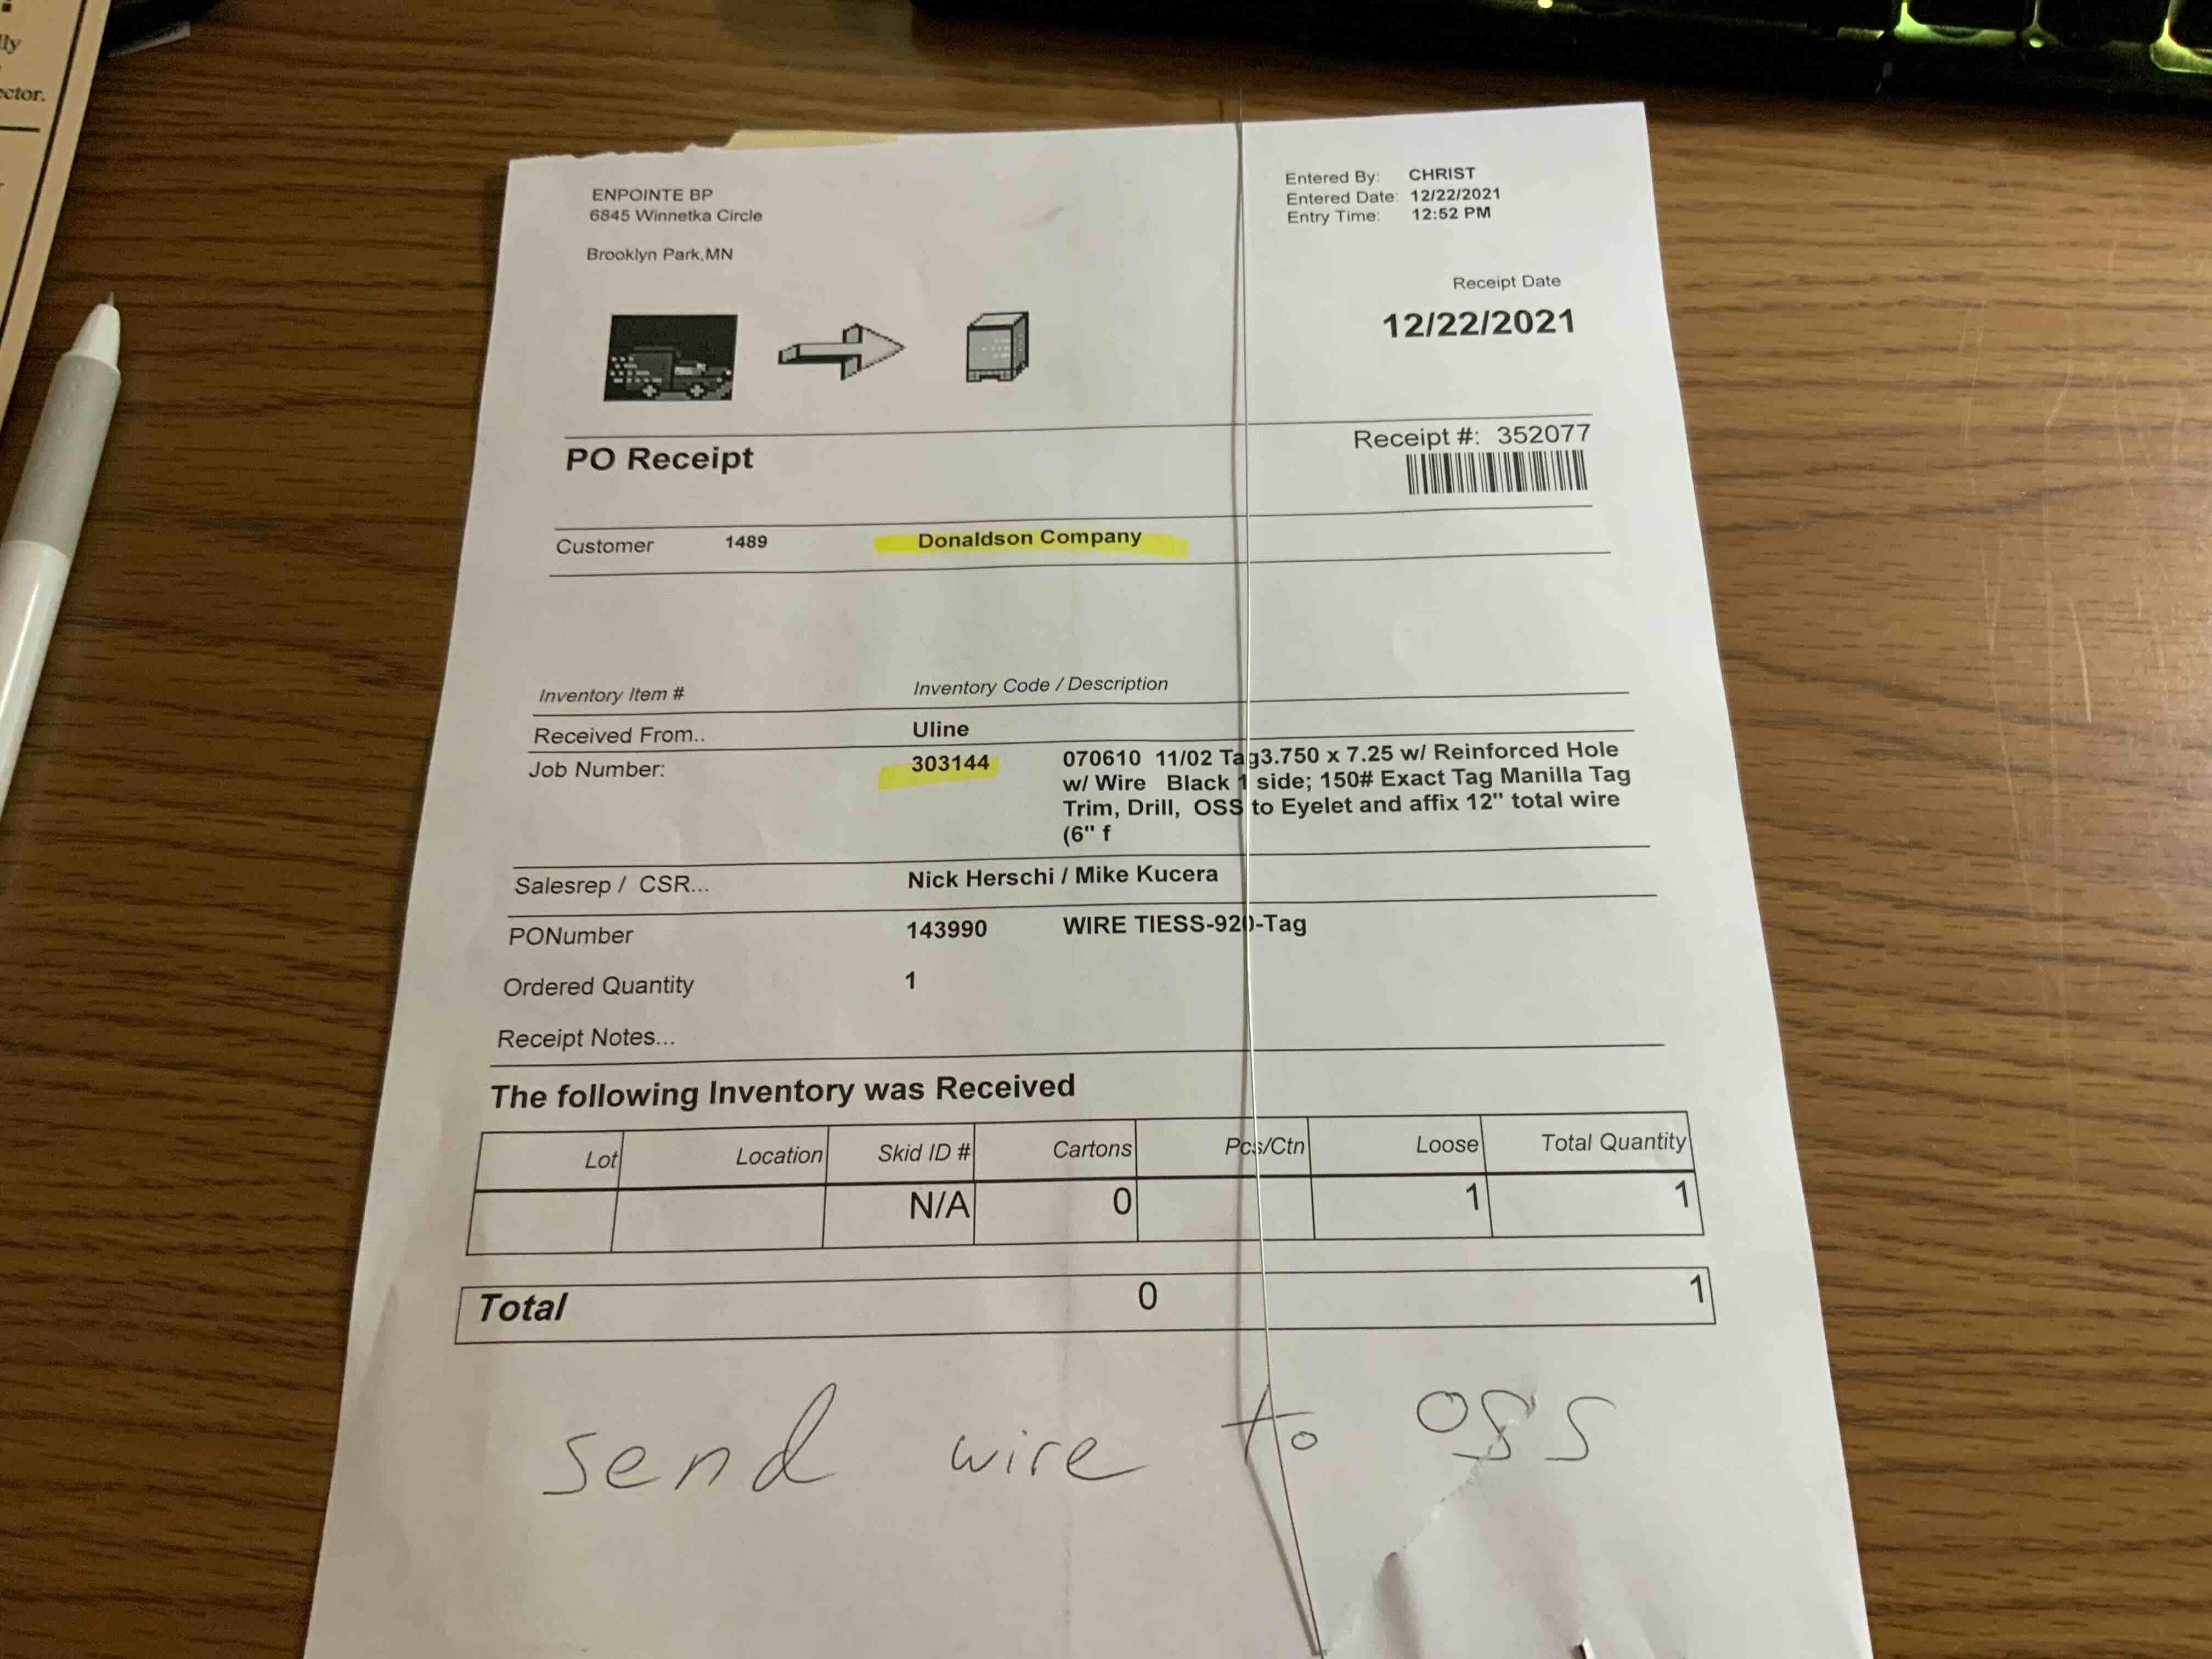 lly
ector.
ENPOINTE BP
6845 Winnetka Circle
Brooklyn Park,MN
Entered By: CHRIST
Entered Date: 12/22/2021
Entry Time: 12:52 PM
Receipt Date
12/22/2021
PO Receipt
Receipt #: 352077
Customer 1489 Donaldson Company
Inventory Item # Inventory Code / Description
Received From.. Uline
Job Number: 303144 070610 11/02 Tag3.750 x 7.25 w/ Reinforced Hole
w/ Wire Black 1 side; 150# Exact Tag Manilla Tag
Trim, Drill, OSS to Eyelet and affix 12" total wire
(6" f
Salesrep / CSR... Nick Herschi / Mike Kucera
PONumber 143990 WIRE TIESS-920-Tag
Ordered Quantity 1
Receipt Notes...
The following Inventory was Received
Lot Location Skid ID # Cartons Pcs/Ctn Loose Total Quantity
N/A 0 1 1
Total 0 1
send wire to OSS